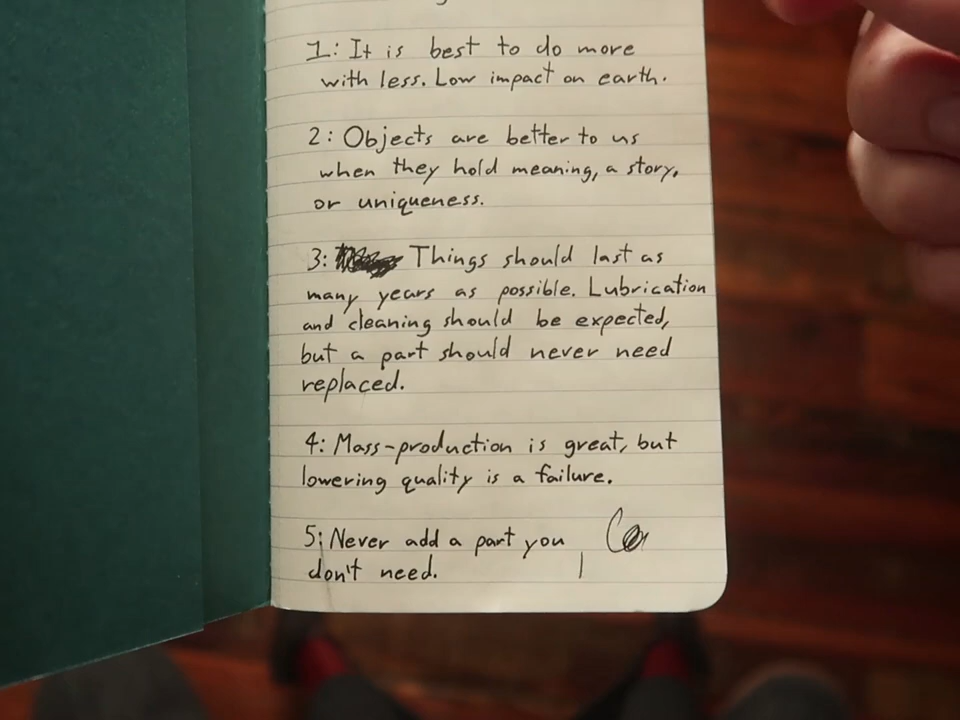 1: It is best to do more
with less. Low impact on earth.
2: Objects are better to us
when they hold meaning, a story,
or uniqueness.
3: Things should last as
many years as possible. Lubrication
and cleaning should be expected,
but a part should never need
replaced.
4: Mass-production is great, but
lowering quality is a failure.
5: Never add a part you
don't need.